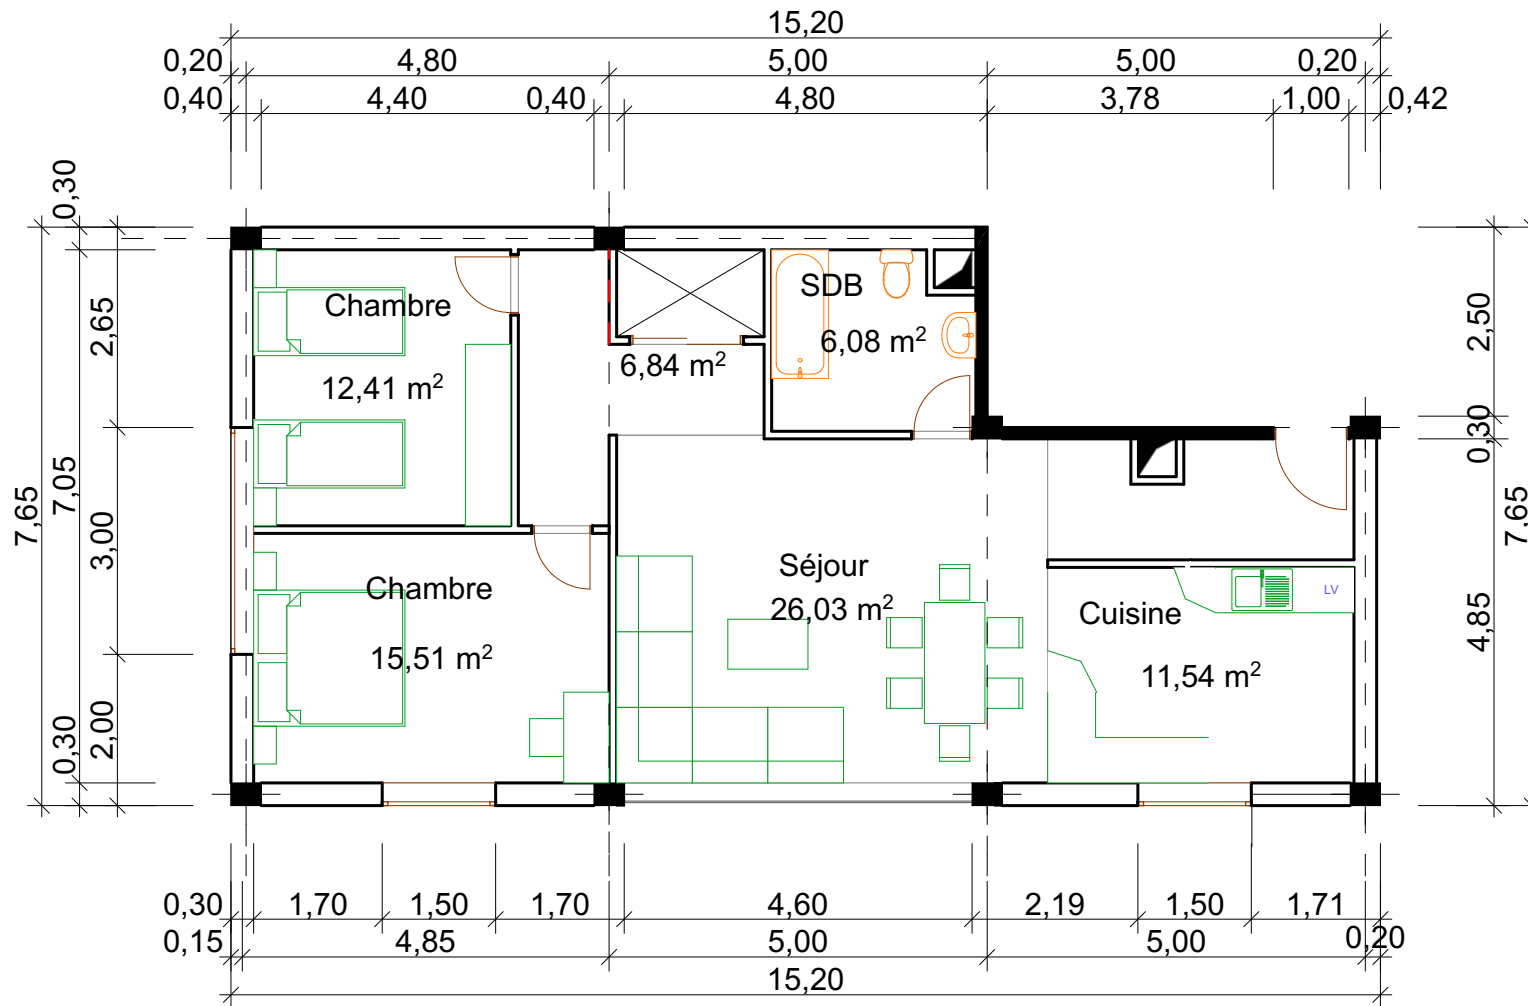 15,20
0,20 4,80 5,00 5,00 0,20
0,40 4,40 0,40 4,80 3,78 1,00 0,42
0,30
2,65
7,05
7,65
3,00
2,00
0,30
Chambre
12,41 m²
SDB
6,08 m²
6,84 m²
Chambre
15,51 m²
Séjour
26,03 m²
Cuisine
11,54 m²
LV
2,50
0,30
4,85
7,65
0,30 1,70 1,50 1,70 4,60 2,19 1,50 1,71
0,15 4,85 5,00 5,00 0,20
15,20